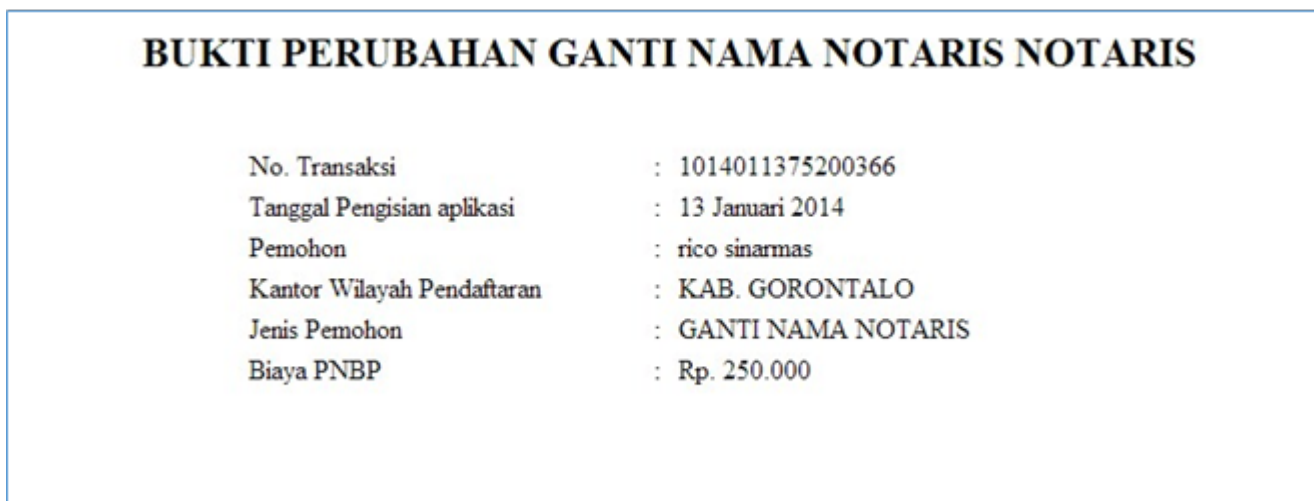 BUKTI PERUBAHAN GANTI NAMA NOTARIS NOTARIS
No. Transaksi : 1014011375200366
Tanggal Pengisian aplikasi : 13 Januari 2014
Pemohon : rico sinarmas
Kantor Wilayah Pendaftaran : KAB. GORONTALO
Jenis Pemohon : GANTI NAMA NOTARIS
Biaya PNBP : Rp. 250.000